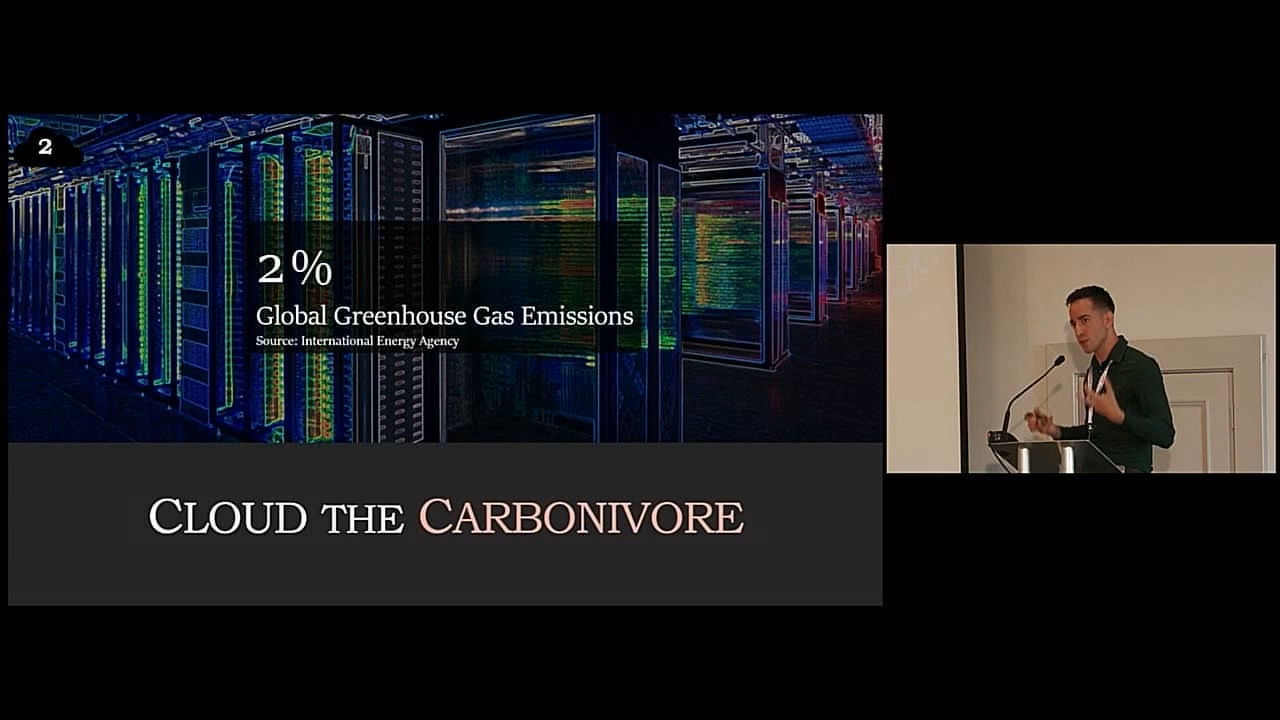 2
2%
Global Greenhouse Gas Emissions
Source: International Energy Agency
CLOUD THE CARBONIVORE